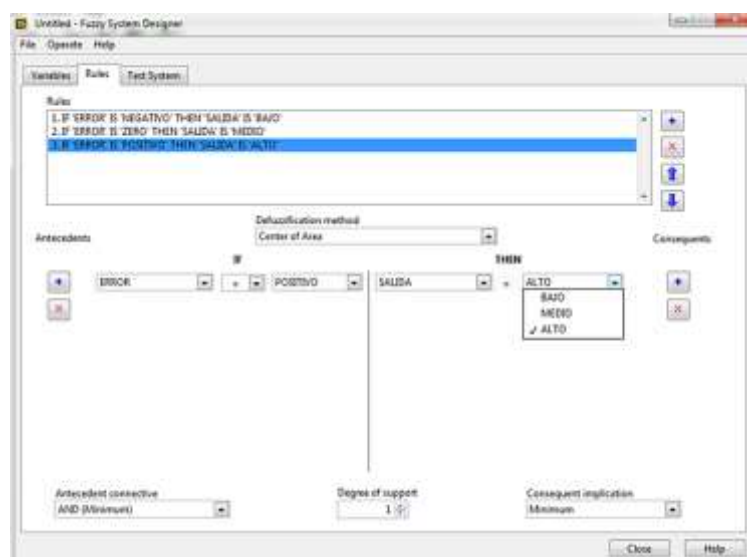 Untitled - Fuzzy System Designer
File Operate Help
Variables Rules Test System
Rules
1. IF 'ERROR' IS 'NEGATIVO' THEN 'SALIDA' IS 'BAJO'
2. IF 'ERROR' IS 'ZERO' THEN 'SALIDA' IS 'MEDIO'
3. IF 'ERROR' IS 'POSITIVO' THEN 'SALIDA' IS 'ALTO'
Defuzzification method
Antecedents Center of Area Consequents
IF THEN
ERROR = POSITIVO SALIDA = ALTO
BAJO
MEDIO
✓ ALTO
Antecedent connective Degree of support Consequent implication
AND (Minimum) 1 Minimum
Close Help